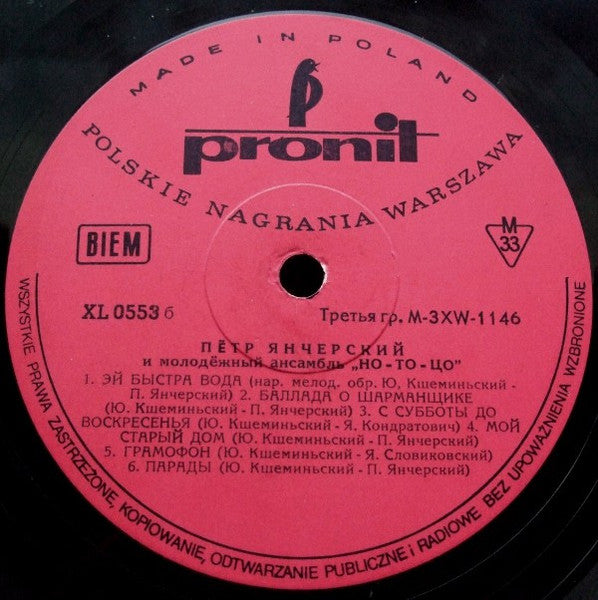 MADE IN POLAND
pronit
POLSKIE NAGRANIA WARSZAWA
BIEM
M
33
XL 0553 б
Третья гр. М-3XW-1146
ПЁТР ЯНЧЕРСКИЙ
и молодёжный ансамбль „НО-ТО-ЦО"
1. ЭЙ БЫСТРА ВОДА (нар. мелод. обр. Ю, Кшеминьский -
П. Янчерский) 2. БАЛЛАДА О ШАРМАНЩИКЕ
(Ю. Кшеминьский - П. Янчерский) 3. С СУББОТЫ ДО
ВОСКРЕСЕНЬЯ (Ю. Кшеминьский - Я. Кондратович) 4. МОЙ
СТАРЫЙ ДОМ (Ю. Кшеминьский - П. Янчерский)
5. ГРАМОФОН (Ю. Кшеминьский - Я. Словиковский)
6. ПАРАДЫ (Ю. Кшеминьский - П. Янчерский)
WSZYSTKIE PRAWA ZASTRZEŻONE, KOPIOWANIE, ODTWARZANIE PUBLICZNE i RADIOWE BEZ UPOWAŻNIENIA WZBRONIONE